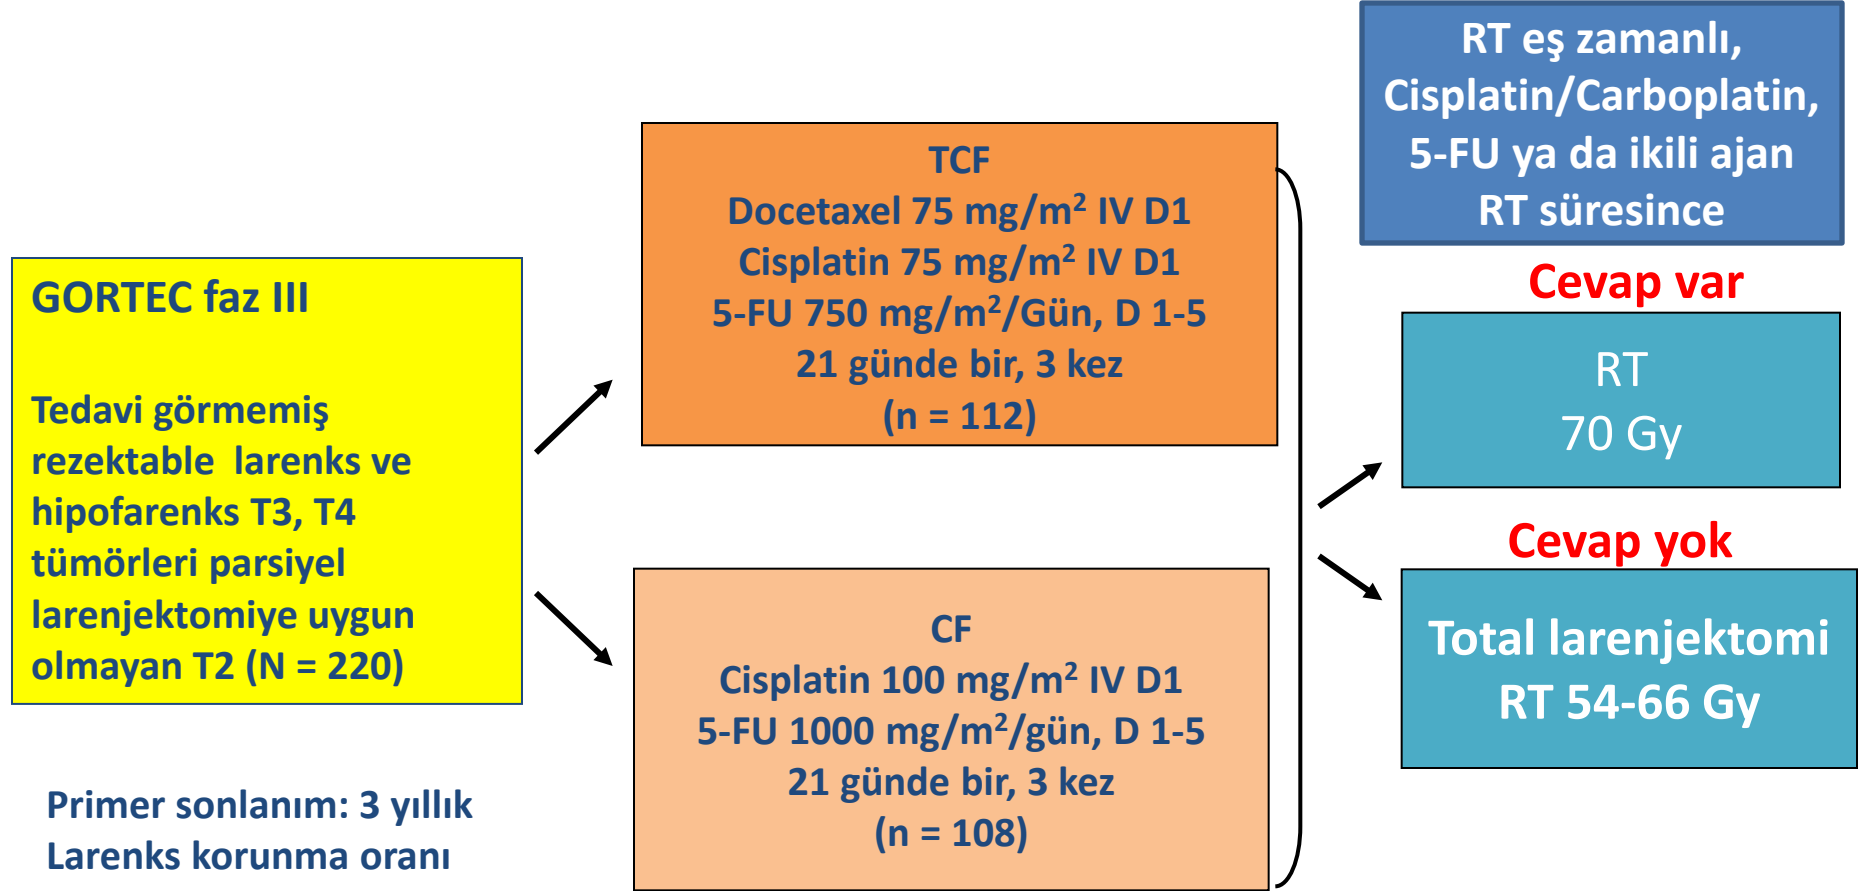 GORTEC faz III
Tedavi görmemiş
rezektable larenks ve
hipofarenks T3, T4
tümörleri parsiyel
larenjektomiye uygun
olmayan T2 (N = 220)
Primer sonlanım: 3 yıllık
Larenks korunma oranı
TCF
Docetaxel 75 mg/m² IV D1
Cisplatin 75 mg/m² IV D1
5-FU 750 mg/m²/Gün, D 1-5
21 günde bir, 3 kez
(n = 112)
CF
Cisplatin 100 mg/m² IV D1
5-FU 1000 mg/m²/gün, D 1-5
21 günde bir, 3 kez
(n = 108)
RT eş zamanlı,
Cisplatin/Carboplatin,
5-FU ya da ikili ajan
RT süresince
Cevap var
RT
70 Gy
Cevap yok
Total larenjektomi
RT 54-66 Gy